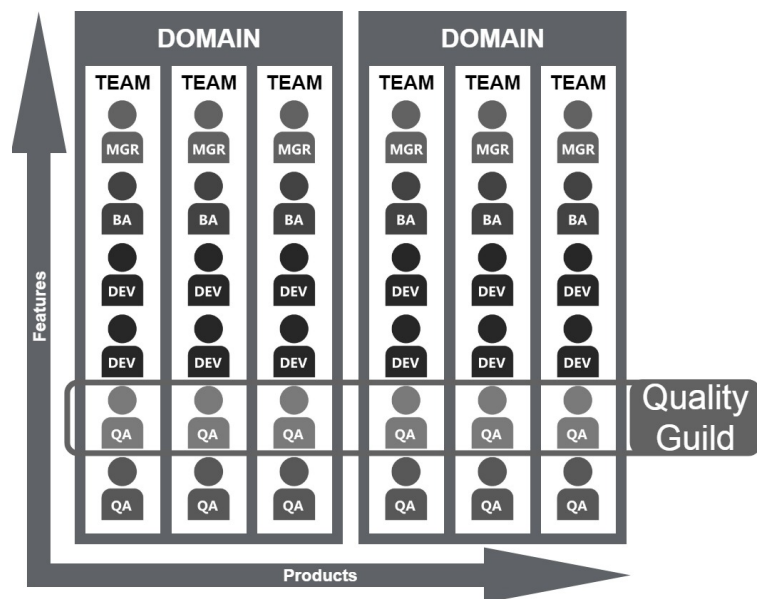 DOMAIN DOMAIN
TEAM TEAM TEAM TEAM TEAM TEAM
MGR MGR MGR MGR MGR MGR
BA BA BA BA BA BA
DEV DEV DEV DEV DEV DEV
DEV DEV DEV DEV DEV DEV
QA QA QA QA QA QA
Quality
Guild
QA QA QA QA QA QA
Features
Products